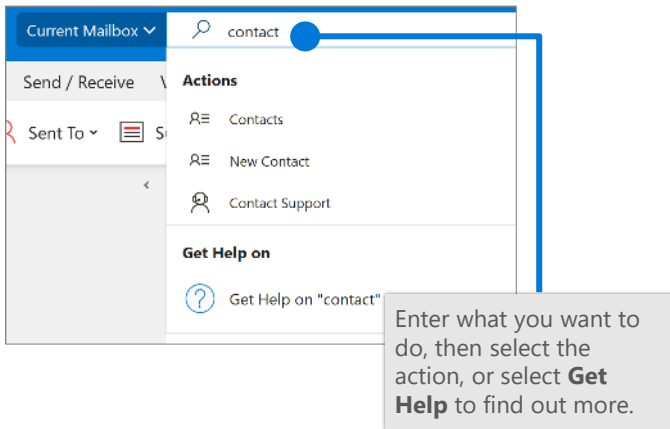 Current Mailbox contact
Send / Receive Actions
Sent To Contacts
New Contact
Contact Support
Get Help on
Get Help on "contact"
Enter what you want to
do, then select the
action, or select Get
Help to find out more.